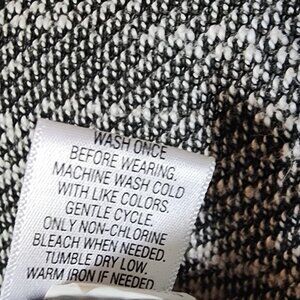 WASH ONCE
BEFORE WEARING.
MACHINE WASH COLD
WITH LIKE COLORS.
GENTLE CYCLE.
ONLY NON-CHLORINE
BLEACH WHEN NEEDED.
TUMBLE DRY LOW.
WARM IRON IF NEEDED